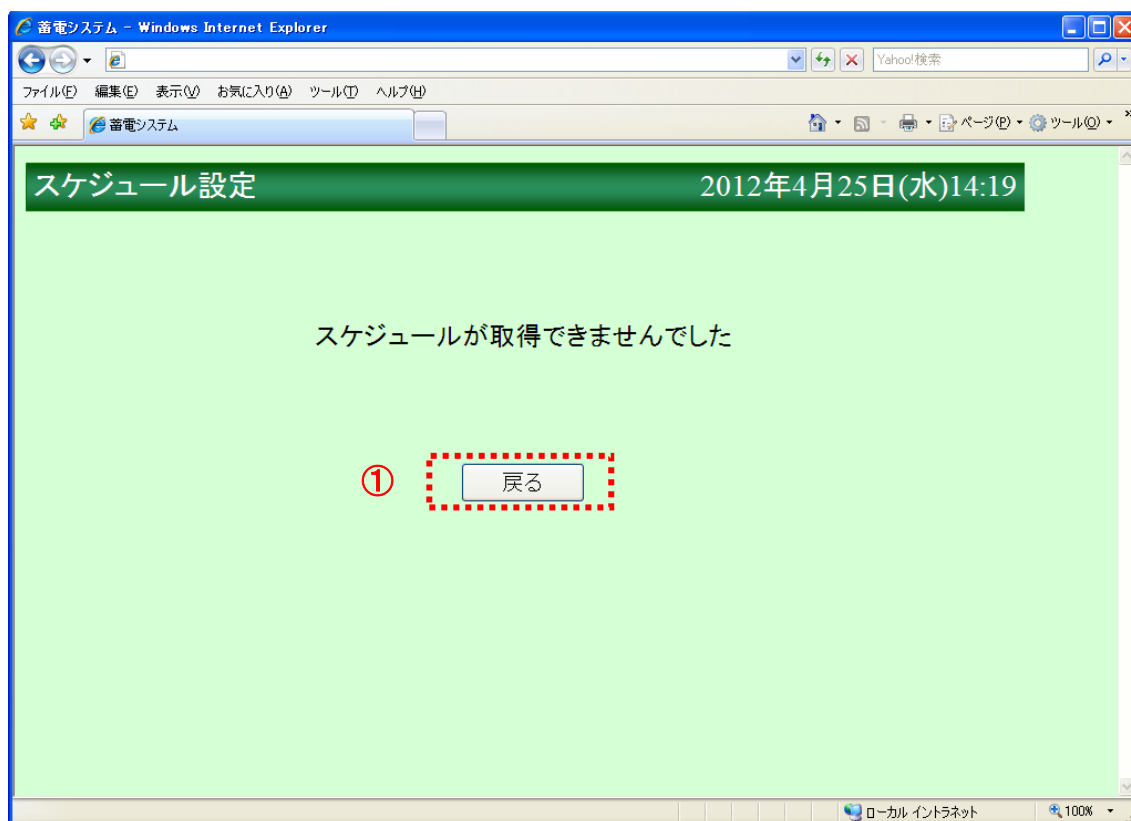 蓄電システム - Windows Internet Explorer
Yahoo!検索
ファイル(F) 編集(E) 表示(V) お気に入り(A) ツール(T) ヘルプ(H)
蓄電システム ページ(P) ツール(O) »
スケジュール設定 2012年4月25日(水)14:19
スケジュールが取得できませんでした
① 戻る
ローカル イントラネット 100%